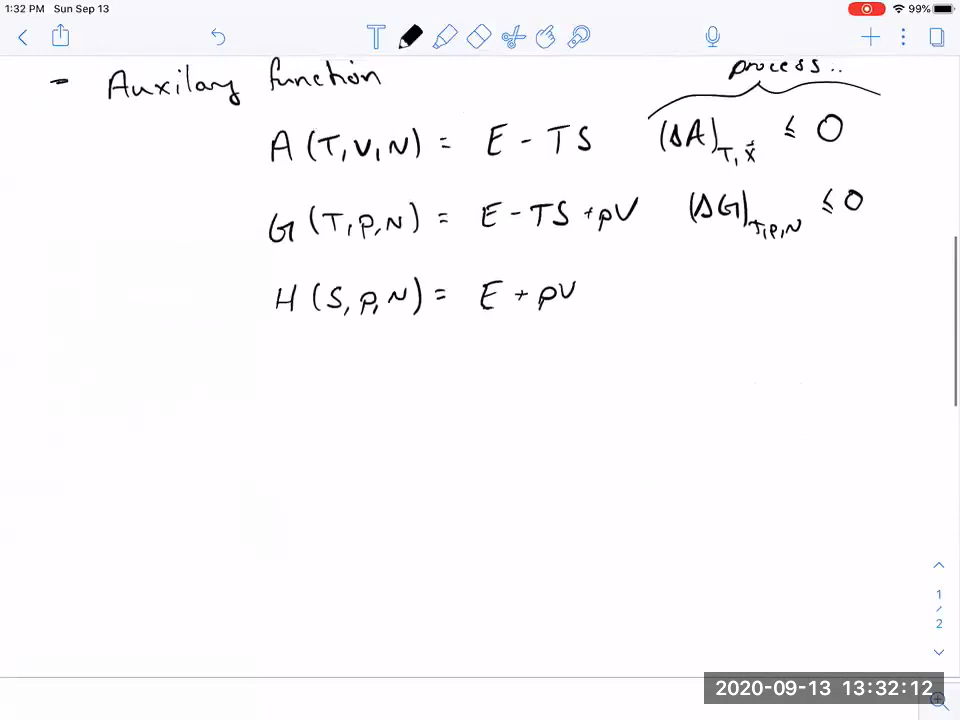 1:32 PM Sun Sep 13
99%
process..
- Auxilary function
A (T, V, N) = E - TS (ΔA)_{T, \vec{X}} ≤ 0
G (T, p, N) = E - TS + pV (ΔG)_{T, p, N} ≤ 0
H (S, p, N) = E + pV
1
/
2
2020-09-13 13:32:12